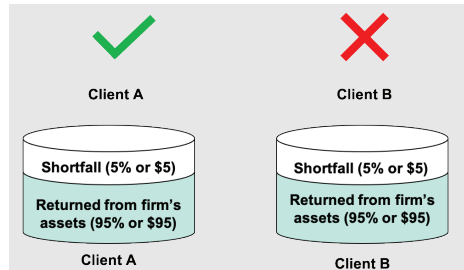 Client A
Client B
Shortfall (5% or $5)
Returned from firm's
assets (95% or $95)
Client A
Shortfall (5% or $5)
Returned from firm's
assets (95% or $95)
Client B